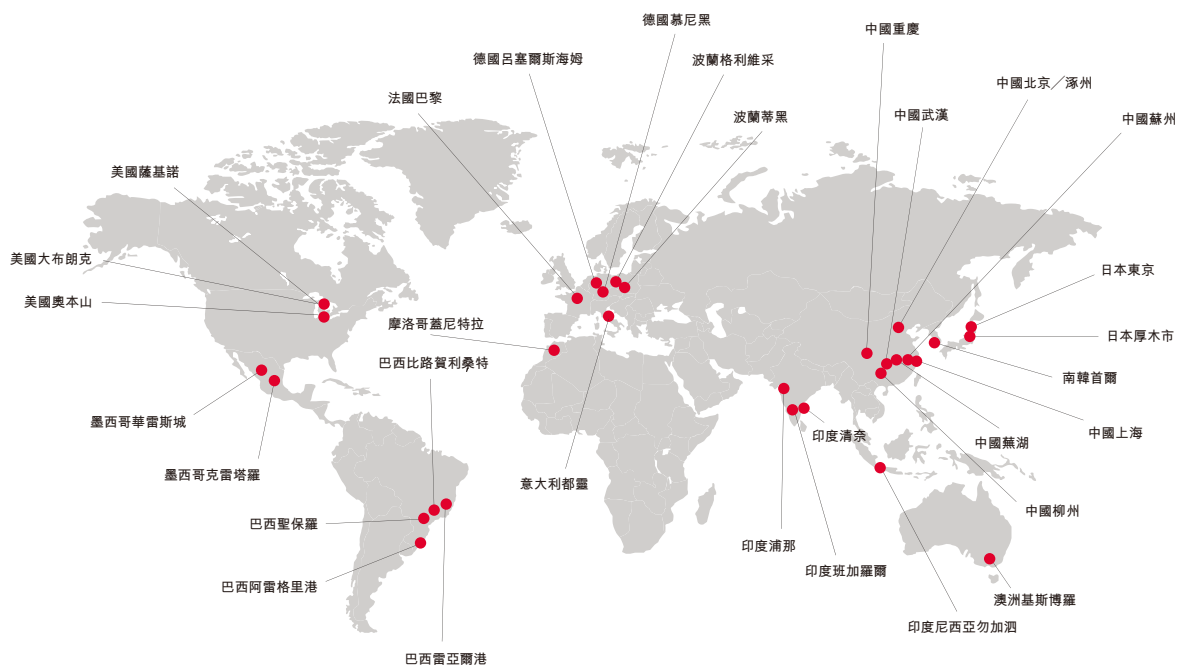 德國慕尼黑
中國重慶
德國呂塞爾斯海姆
波蘭格利維采
中國北京／涿州
法國巴黎
波蘭蒂黑
中國武漢
中國蘇州
美國薩基諾
美國大布朗克
日本東京
美國奧本山
摩洛哥蓋尼特拉
日本厚木市
巴西比路賀利桑特
南韓首爾
墨西哥華雷斯城
印度清奈
中國上海
中國蕪湖
墨西哥克雷塔羅
意大利都靈
中國柳州
巴西聖保羅
印度浦那
印度班加羅爾
巴西阿雷格里港
澳洲基斯博羅
印度尼西亞勿加泗
巴西雷亞爾港